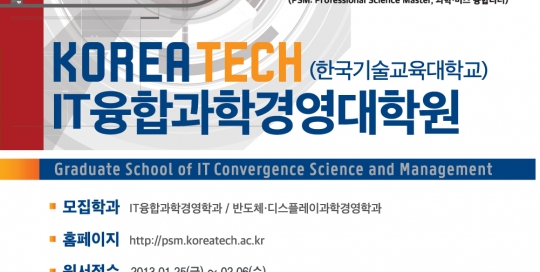 (PSM: Professional Science Master, 과학·비즈 융합리더)
KOREATECH (한국기술교육대학교)
IT융합과학경영대학원
Graduate School of IT Convergence Science and Management
모집학과 IT융합과학경영학과 / 반도체·디스플레이과학경영학과
홈페이지 http://psm.koreatech.ac.kr
원서접수 2013.01.25(금) ~ 02.06(수)